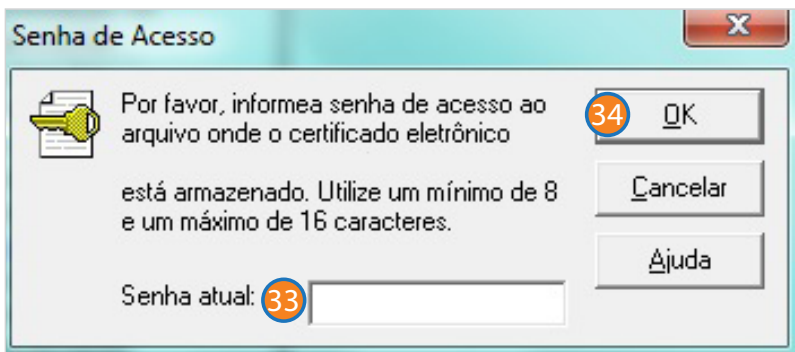 Senha de Acesso
Por favor, informea senha de acesso ao
arquivo onde o certificado eletrônico
está armazenado. Utilize um mínimo de 8
e um máximo de 16 caracteres.
Senha atual: 33
34 OK
Cancelar
Ajuda